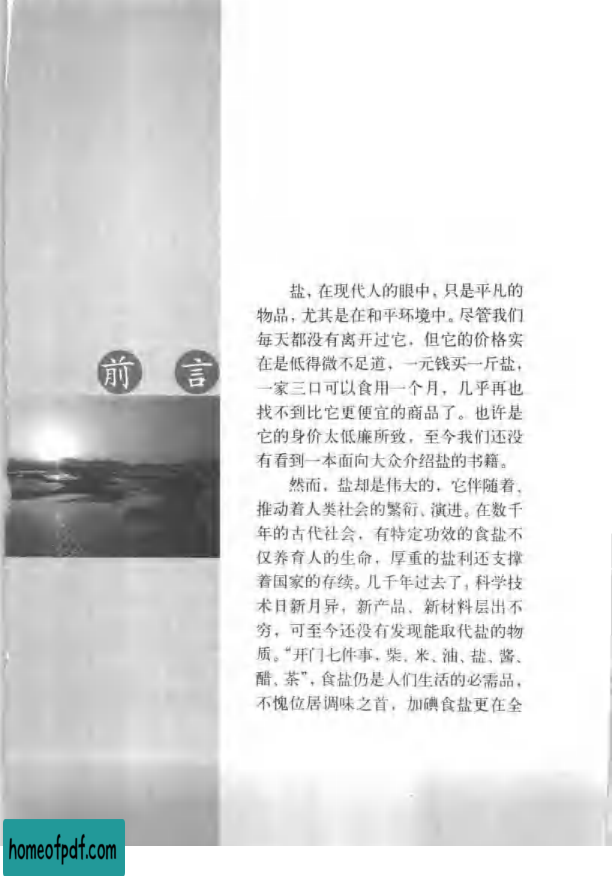 前言
盐，在现代人的眼中，只是平凡的
物品，尤其是在和平环境中。尽管我们
每天都没有离开过它，但它的价格实
在是低得微不足道，一元钱买一斤盐，
一家三口可以食用一个月，几乎再也
找不到比它更便宜的商品了。也许是
它的身价太低廉所致，至今我们还没
有看到一本面向大众介绍盐的书籍。
然而，盐却是伟大的，它伴随着、
推动着人类社会的繁衍、演进。在数千
年的古代社会，有特定功效的食盐不
仅养育人的生命，厚重的盐利还支撑
着国家的存续。几千年过去了，科学技
术日新月异，新产品、新材料层出不
穷，可至今还没有发现能取代盐的物
质。“开门七件事，柴、米、油、盐、酱、
醋、茶”，食盐仍是人们生活的必需品，
不愧位居调味之首，加碘食盐更在全
homeofpdf.com